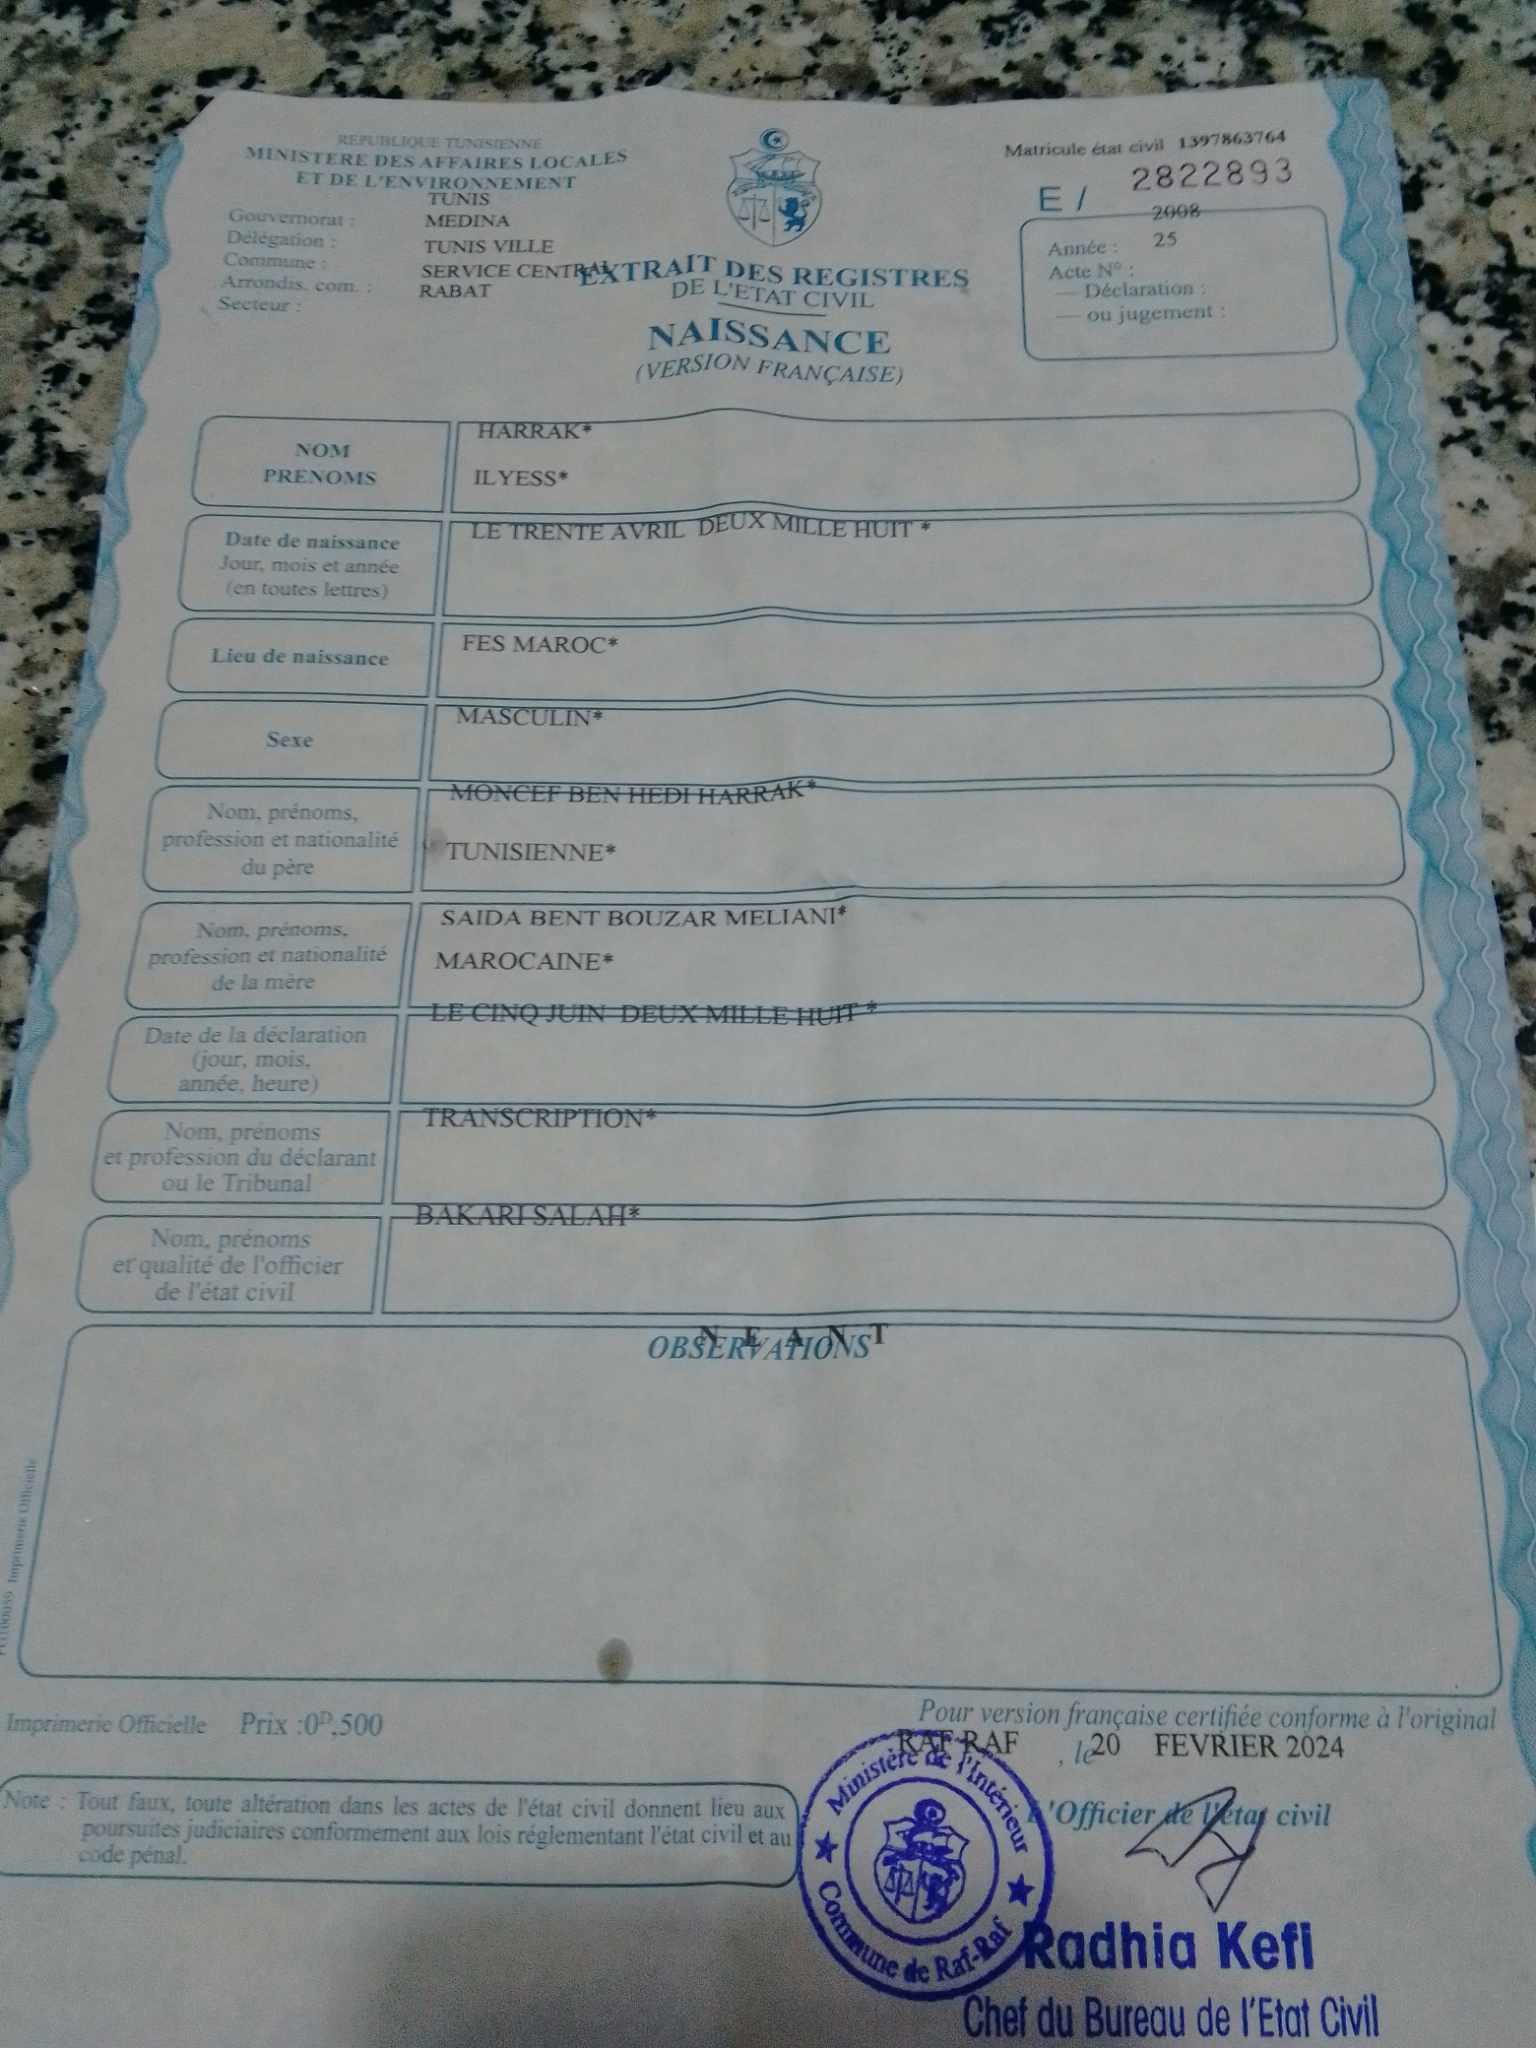 REPUBLIQUE TUNISIENNE
MINISTERE DES AFFAIRES LOCALES
ET DE L'ENVIRONNEMENT
Gouvernorat : TUNIS
Délégation : MEDINA
Commune : TUNIS VILLE
Arrondis. com. : SERVICE CENTRAL
Secteur : RABAT
EXTRAIT DES REGISTRES
DE L'ETAT CIVIL
NAISSANCE
(VERSION FRANÇAISE)
Matricule état civil 1397863764
E / 2822893
Année : 2008
Acte N° : 25
— Déclaration :
— ou jugement :
NOM HARRAK*
PRENOMS ILYESS*
Date de naissance LE TRENTE AVRIL DEUX MILLE HUIT *
Jour, mois et année
(en toutes lettres)
Lieu de naissance FES MAROC*
Sexe MASCULIN*
Nom, prénoms, MONCEF BEN HEDI HARRAK*
profession et nationalité TUNISIENNE*
du père
Nom, prénoms, SAIDA BENT BOUZAR MELIANI*
profession et nationalité MAROCAINE*
de la mère
Date de la déclaration LE CINQ JUIN DEUX MILLE HUIT *
(jour, mois,
année, heure)
Nom, prénoms TRANSCRIPTION*
et profession du déclarant
ou le Tribunal
Nom, prénoms BAKARI SALAH*
et qualité de l'officier
de l'état civil
N E A N T
OBSERVATIONS
Imprimerie Officielle
Imprimerie Officielle Prix :0ᴰ,500
Pour version française certifiée conforme à l'original
RAF RAF , le 20 FEVRIER 2024
L'Officier de l'état civil
Note : Tout faux, toute altération dans les actes de l'état civil donnent lieu aux
poursuites judiciaires conformement aux lois réglementant l'état civil et au
code pénal.
Ministère de l'Intérieur
Commune de Raf-Raf
Radhia Kefi
Chef du Bureau de l'Etat Civil